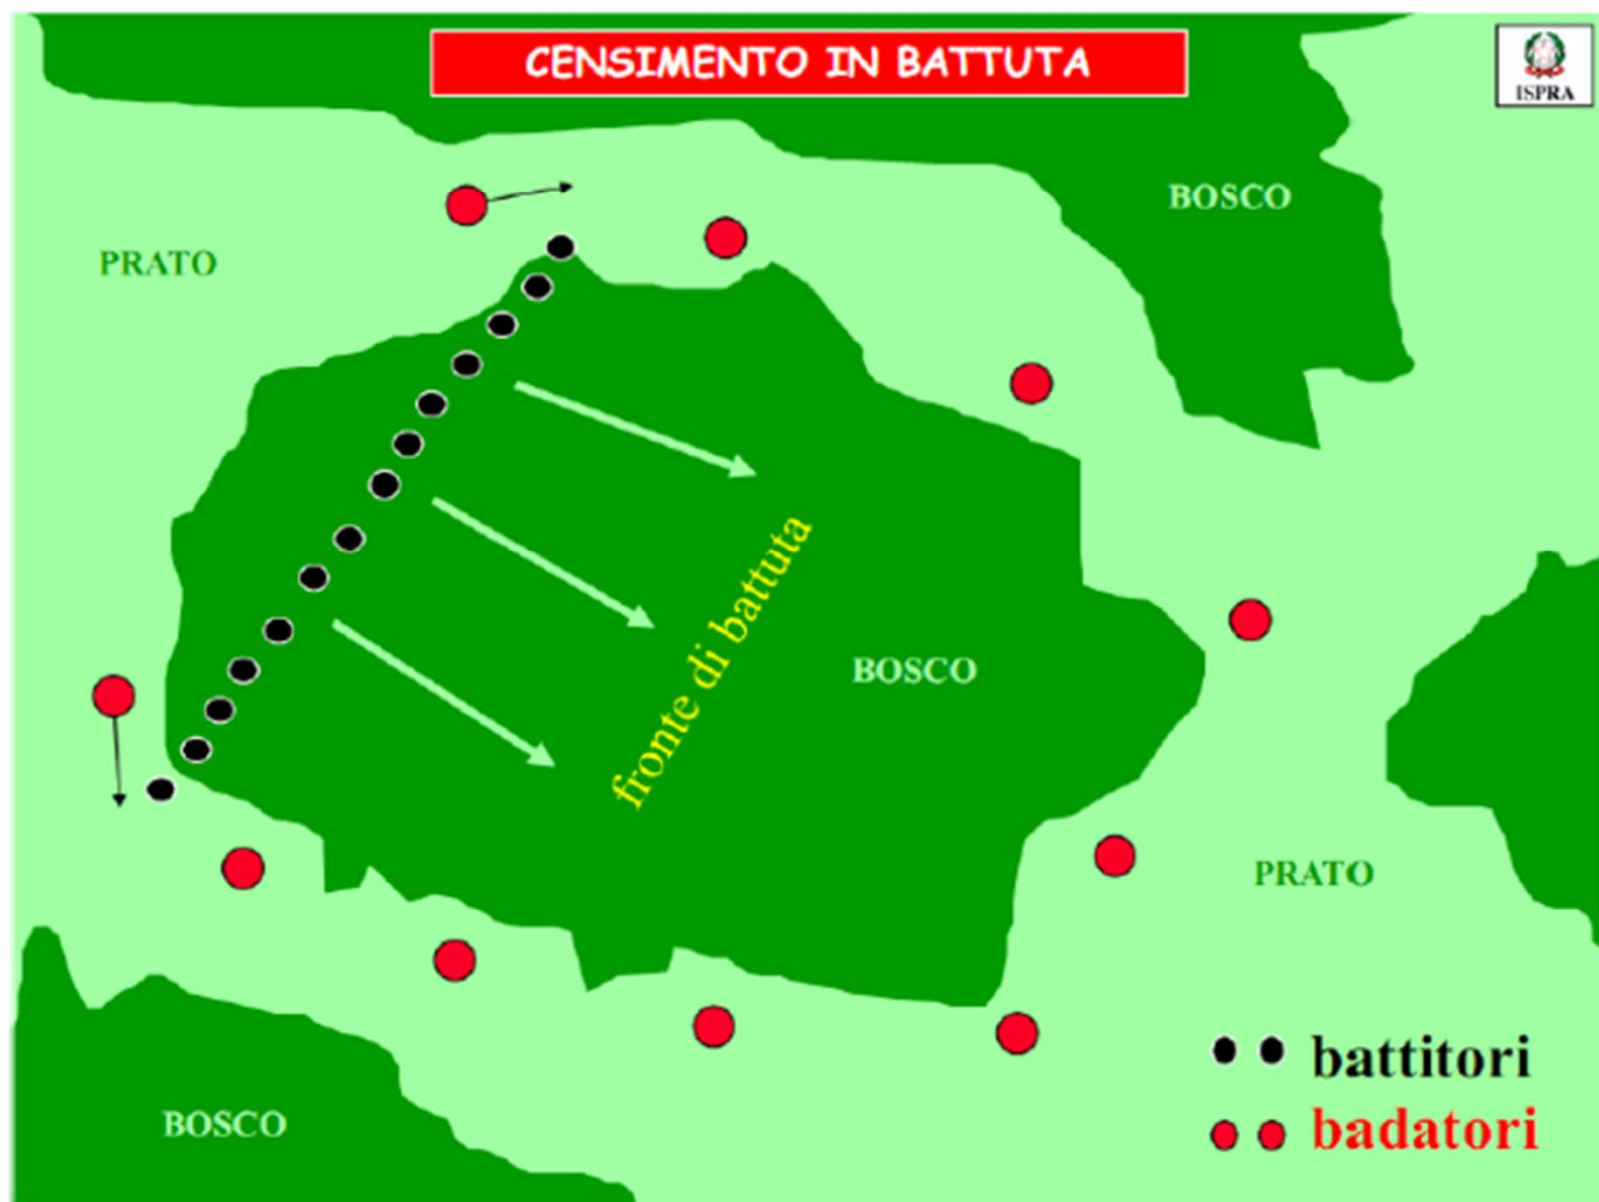 CENSIMENTO IN BATTUTA
ISPRA
BOSCO
PRATO
fronte di battuta
BOSCO
PRATO
battitori
BOSCO
badatori